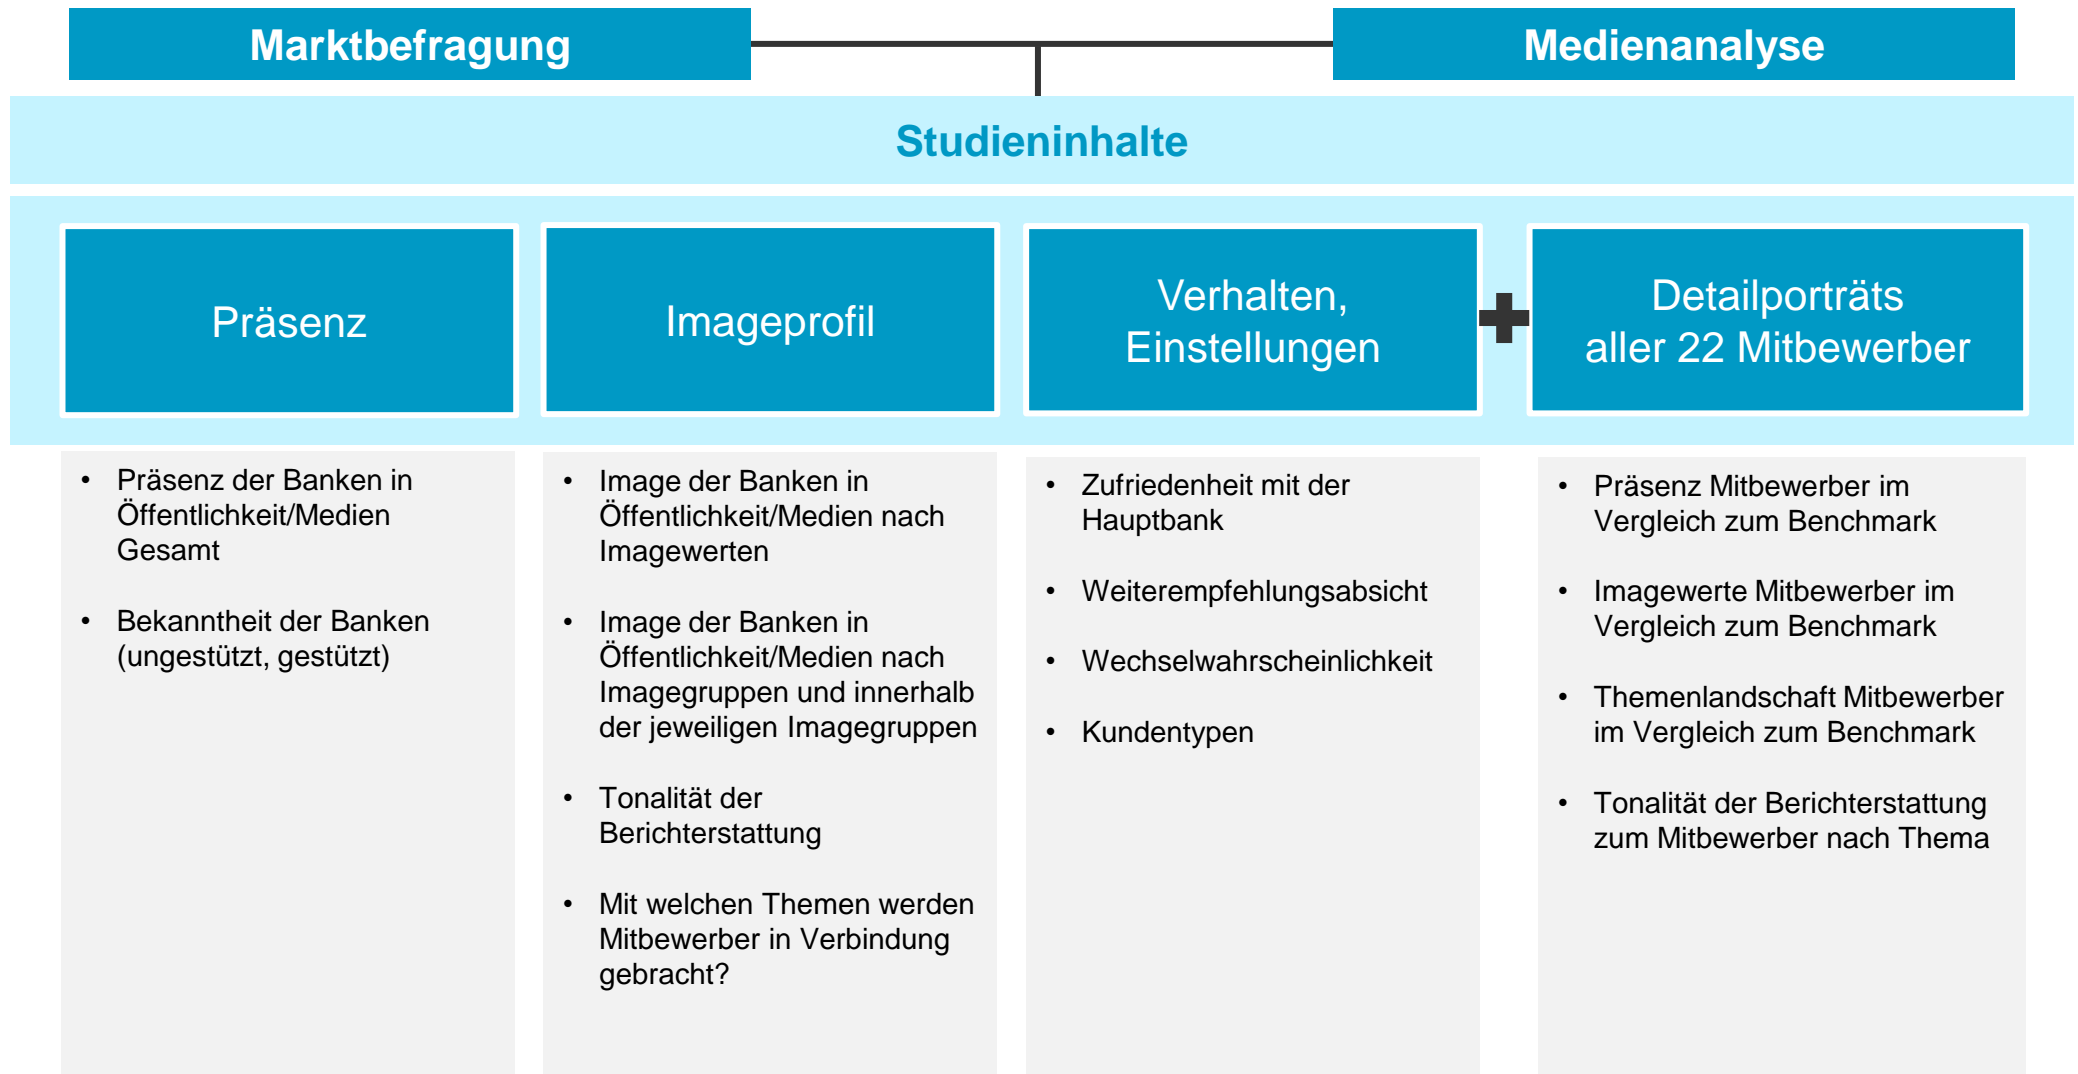 Marktbefragung
Medienanalyse
Studieninhalte
Präsenz
Imageprofil
Verhalten,
Einstellungen
Detailporträts
aller 22 Mitbewerber
• Präsenz der Banken in
Öffentlichkeit/Medien
Gesamt
• Bekanntheit der Banken
(ungestützt, gestützt)
• Image der Banken in
Öffentlichkeit/Medien nach
Imagewerten
• Image der Banken in
Öffentlichkeit/Medien nach
Imagegruppen und innerhalb
der jeweiligen Imagegruppen
• Tonalität der
Berichterstattung
• Mit welchen Themen werden
Mitbewerber in Verbindung
gebracht?
• Zufriedenheit mit der
Hauptbank
• Weiterempfehlungsabsicht
• Wechselwahrscheinlichkeit
• Kundentypen
• Präsenz Mitbewerber im
Vergleich zum Benchmark
• Imagewerte Mitbewerber im
Vergleich zum Benchmark
• Themenlandschaft Mitbewerber
im Vergleich zum Benchmark
• Tonalität der Berichterstattung
zum Mitbewerber nach Thema